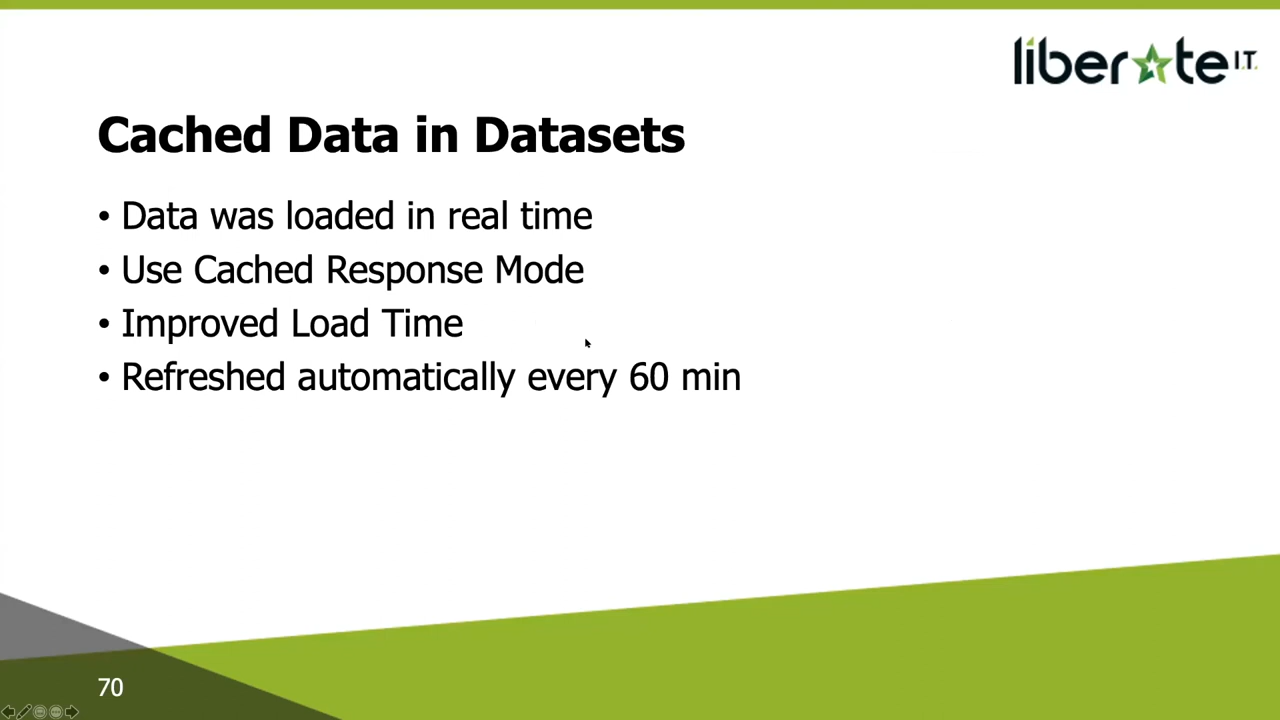 liberate I.T.
Cached Data in Datasets
• Data was loaded in real time
• Use Cached Response Mode
• Improved Load Time
• Refreshed automatically every 60 min
70